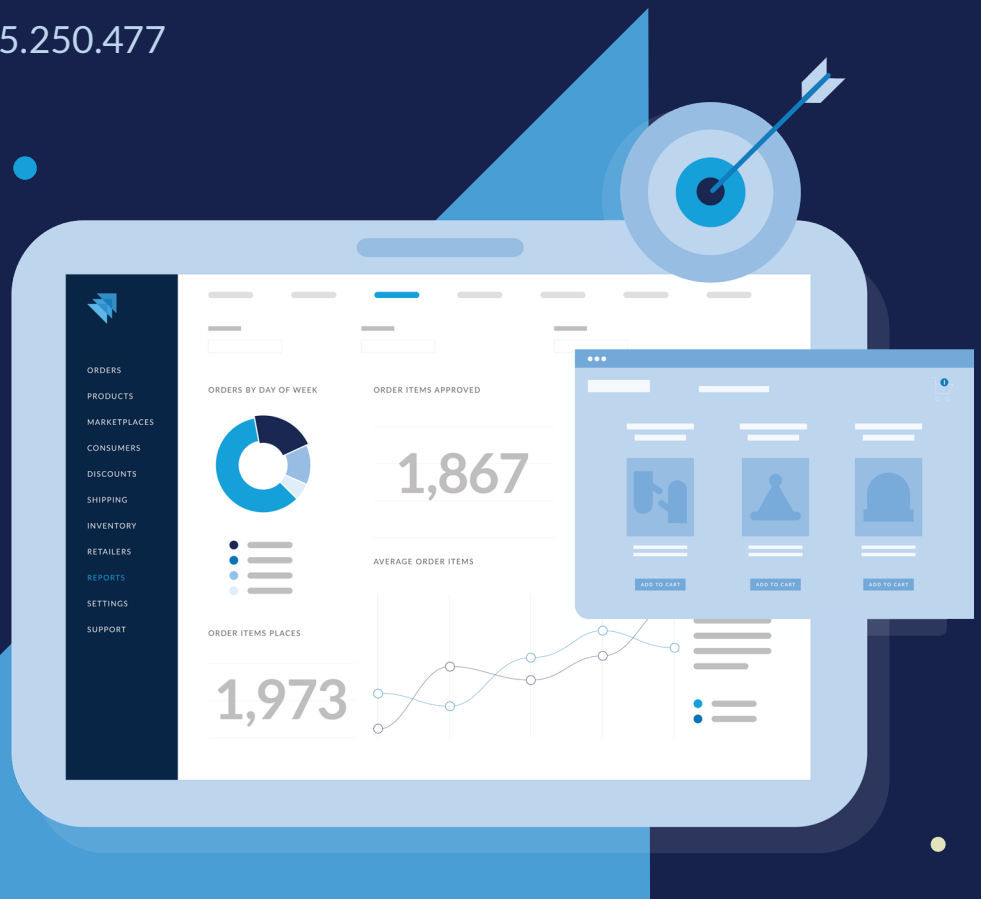 5.250.477
ORDERS
PRODUCTS
MARKETPLACES
CONSUMERS
DISCOUNTS
SHIPPING
INVENTORY
RETAILERS
REPORTS
SETTINGS
SUPPORT
ORDERS BY DAY OF WEEK
ORDER ITEMS APPROVED
1,867
AVERAGE ORDER ITEMS
ORDER ITEMS PLACES
1,973
ADD TO CART
ADD TO CART
ADD TO CART